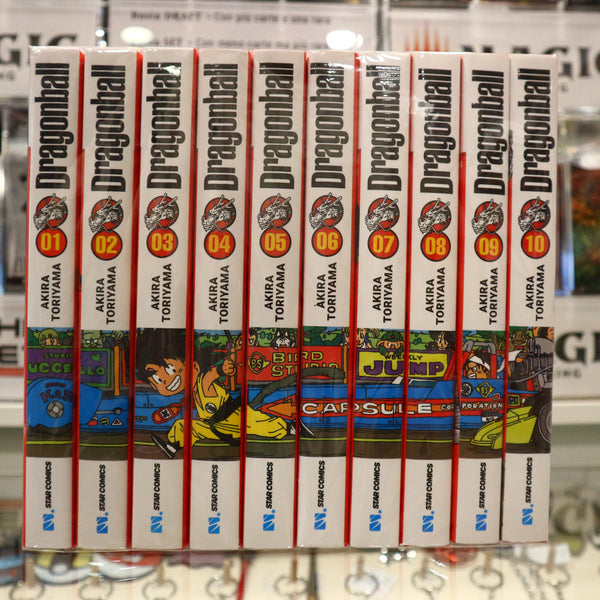 Dragonball
01
AKIRA
TORIYAMA
STAR COMICS
Dragonball
02
AKIRA
TORIYAMA
STAR COMICS
Dragonball
03
AKIRA
TORIYAMA
STAR COMICS
Dragonball
04
AKIRA
TORIYAMA
STAR COMICS
Dragonball
05
AKIRA
TORIYAMA
STAR COMICS
Dragonball
06
AKIRA
TORIYAMA
STAR COMICS
Dragonball
07
AKIRA
TORIYAMA
STAR COMICS
Dragonball
08
AKIRA
TORIYAMA
STAR COMICS
Dragonball
09
AKIRA
TORIYAMA
STAR COMICS
Dragonball
10
AKIRA
TORIYAMA
STAR COMICS
STUDIO
UCCELLO
BIRD
STUDIO
WEEKLY
JUMP
CAPSULE CORPORATION
AGIC
MAGIC